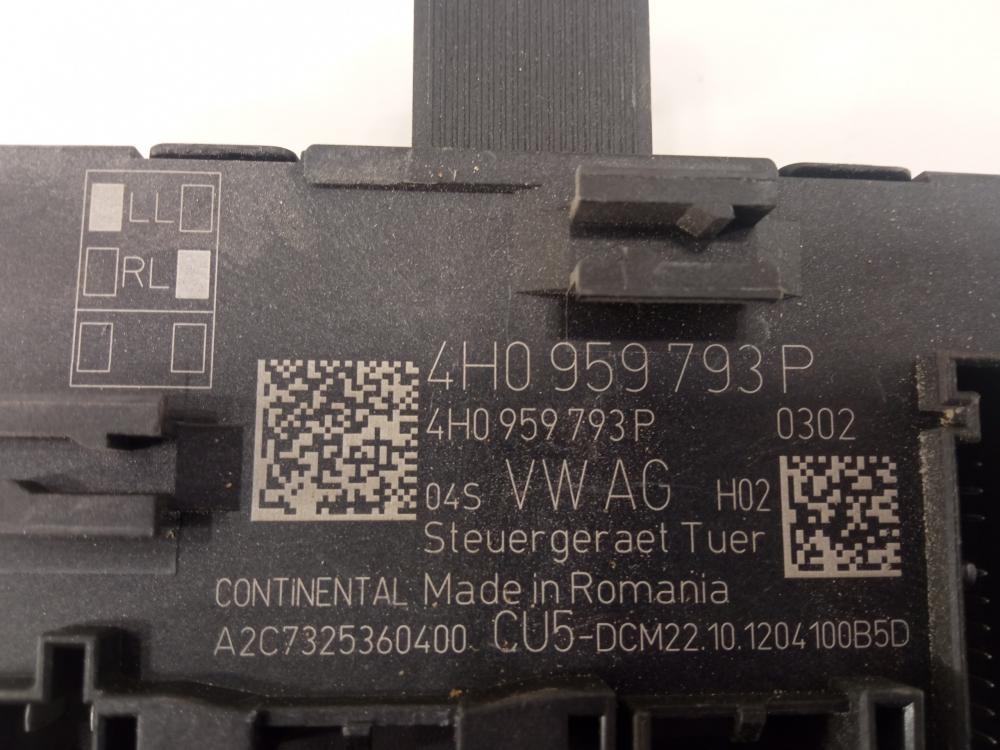 LL
RL
4H0 959 793 P
4H0 959 793 P 0302
04S VW AG H02
Steuergeraet Tuer
CONTINENTAL Made in Romania
A2C7325360400 CU5-DCM22.10.1204100B5D